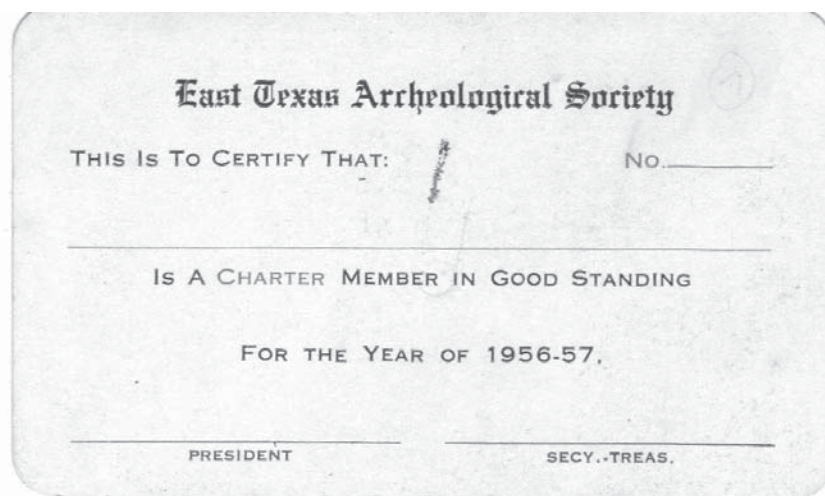 East Texas Archeological Society
THIS IS TO CERTIFY THAT: No.
IS A CHARTER MEMBER IN GOOD STANDING
FOR THE YEAR OF 1956-57.
PRESIDENT SECY.-TREAS.